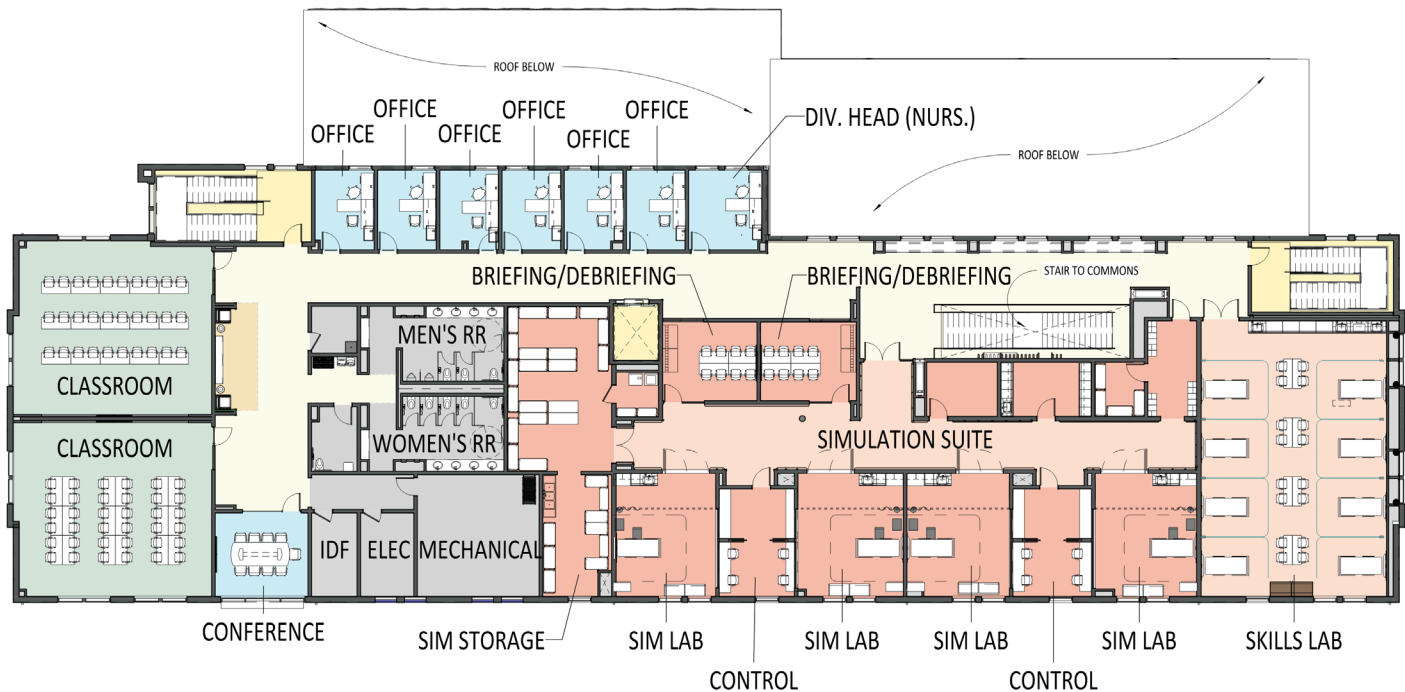 ROOF BELOW
OFFICE
OFFICE
OFFICE
OFFICE
OFFICE
OFFICE
DIV. HEAD (NURS.)
ROOF BELOW
BRIEFING/DEBRIEFING
BRIEFING/DEBRIEFING
STAIR TO COMMONS
MEN'S RR
CLASSROOM
CLASSROOM
WOMEN'S RR
SIMULATION SUITE
IDF
ELEC
MECHANICAL
CONFERENCE
SIM STORAGE
SIM LAB
SIM LAB
SIM LAB
SIM LAB
SKILLS LAB
CONTROL
CONTROL